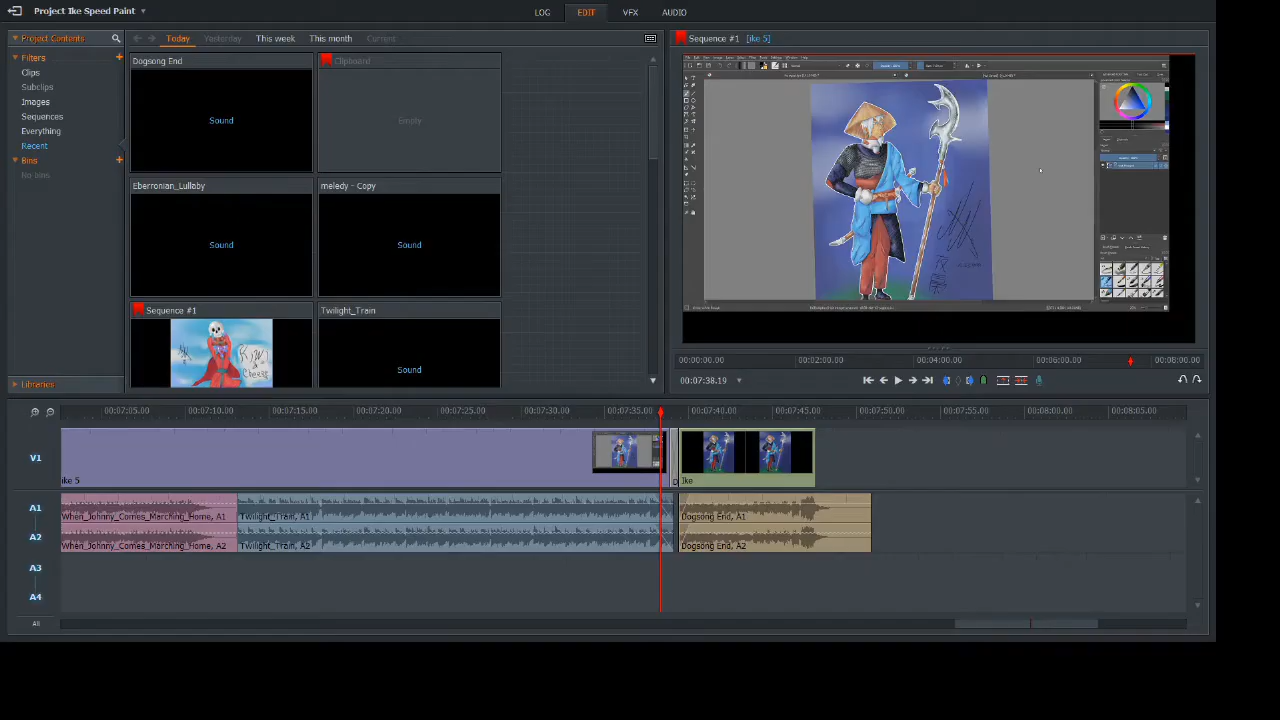 Project Ike Speed Paint
LOG EDIT VFX AUDIO
Project Contents
Today Yesterday This week This month Current
Sequence #1 [ike 5]
Filters
Clips
Subclips
Images
Sequences
Everything
Recent
Bins
No bins
Libraries
Dogsong End
Clipboard
Sound
Empty
Eberronian_Lullaby
meledy - Copy
Sound
Sound
Sequence #1
Twilight_Train
Sound
00:00:00.00 00:02:00.00 00:04:00.00 00:06:00.00 00:08:00.00
00:07:38.19
00:07:05.00 00:07:10.00 00:07:15.00 00:07:20.00 00:07:25.00 00:07:30.00 00:07:35.00 00:07:40.00 00:07:45.00 00:07:50.00 00:07:55.00 00:08:00.00 00:08:05.00
V1
ike 5
D
Ike
A1
When_Johnny_Comes_Marching_Home, A1
Twilight_Train, A1
Dogsong End, A1
A2
When_Johnny_Comes_Marching_Home, A2
Twilight_Train, A2
Dogsong End, A2
A3
A4
All